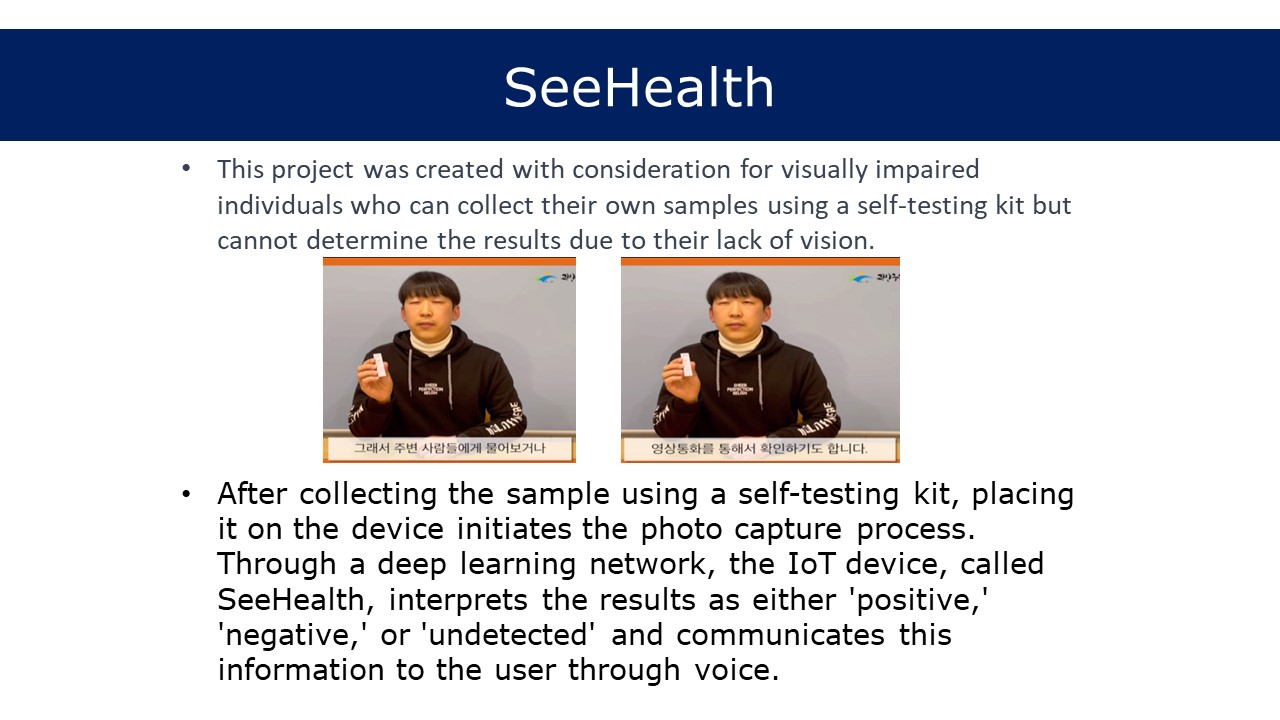 SeeHealth
• This project was created with consideration for visually impaired
individuals who can collect their own samples using a self-testing kit but
cannot determine the results due to their lack of vision.
SHEER
PERFECTION
그래서 주변 사람들에게 물어보거나
SHEER
PERFECTION
영상통화를 통해서 확인하기도 합니다.
• After collecting the sample using a self-testing kit, placing
it on the device initiates the photo capture process.
Through a deep learning network, the IoT device, called
SeeHealth, interprets the results as either 'positive,'
'negative,' or 'undetected' and communicates this
information to the user through voice.